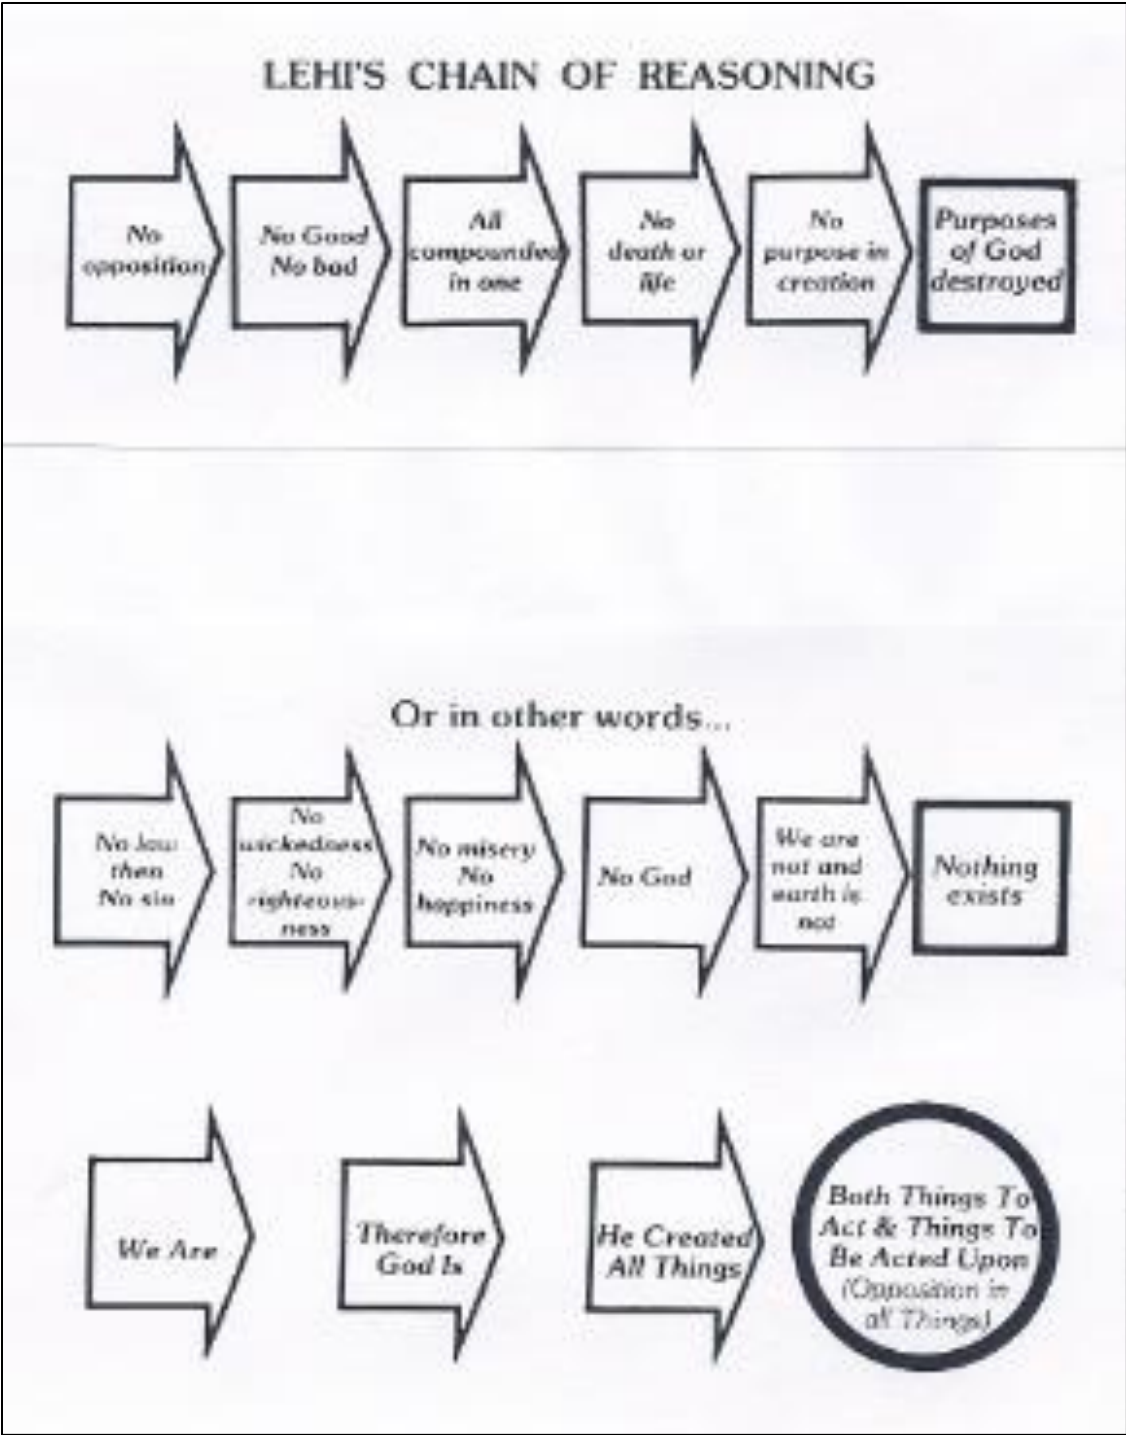 LEHI'S CHAIN OF REASONING
No
opposition
No Good
No bad
All
compounded
in one
No
death or
life
No
purpose in
creation
Purposes
of God
destroyed
Or in other words...
No law
then
No sin
No
wickedness
No
righteous-
ness
No misery
No
happiness
No God
We are
not and
earth is
not
Nothing
exists
We Are
Therefore
God Is
He Created
All Things
Both Things To
Act & Things To
Be Acted Upon
(Opposition in
all Things)